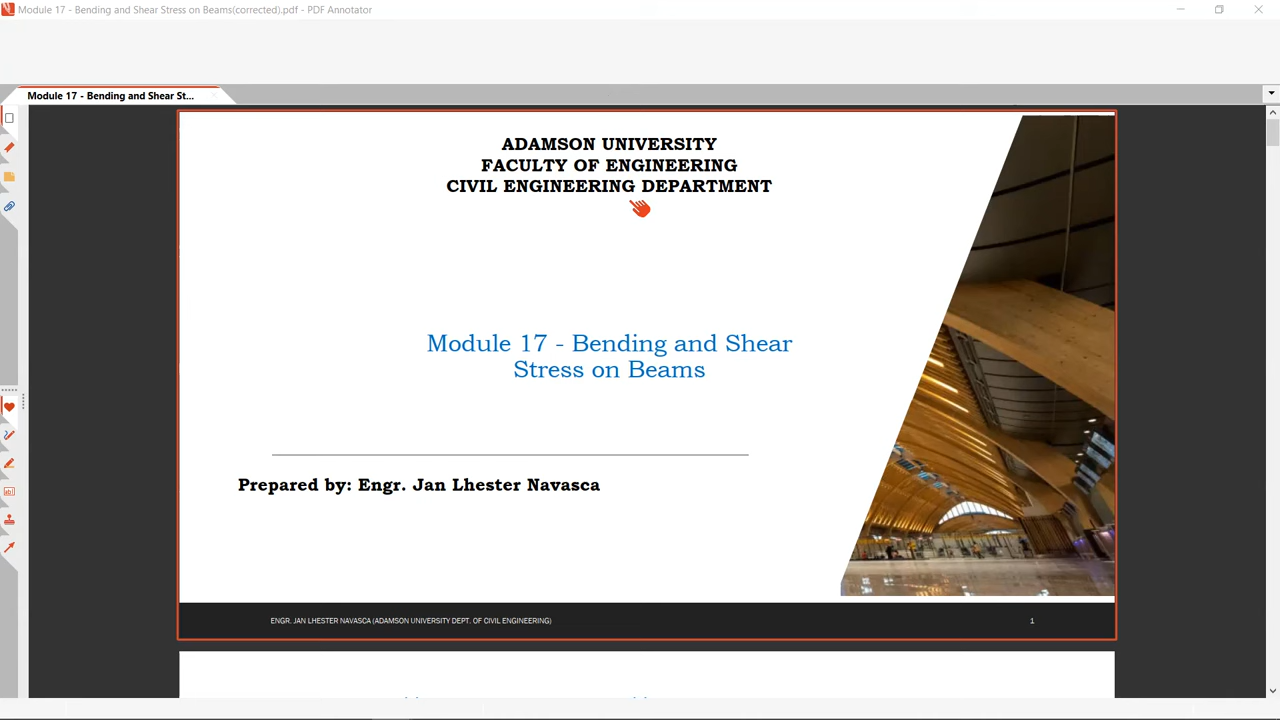 Module 17 - Bending and Shear Stress on Beams(corrected).pdf - PDF Annotator
Module 17 - Bending and Shear St...
ADAMSON UNIVERSITY
FACULTY OF ENGINEERING
CIVIL ENGINEERING DEPARTMENT
Module 17 - Bending and Shear
Stress on Beams
Prepared by: Engr. Jan Lhester Navasca
ENGR. JAN LHESTER NAVASCA (ADAMSON UNIVERSITY DEPT. OF CIVIL ENGINEERING)
1